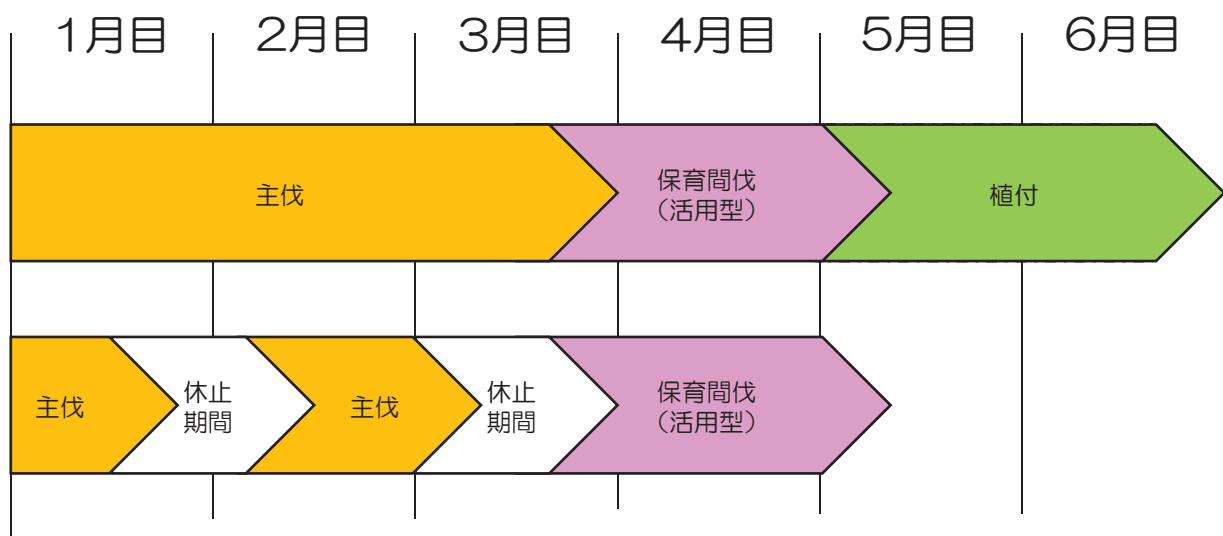 1月目 2月目 3月目 4月目 5月目 6月目
主伐
保育間伐
（活用型）
植付
主伐
休止
期間
主伐
休止
期間
保育間伐
（活用型）